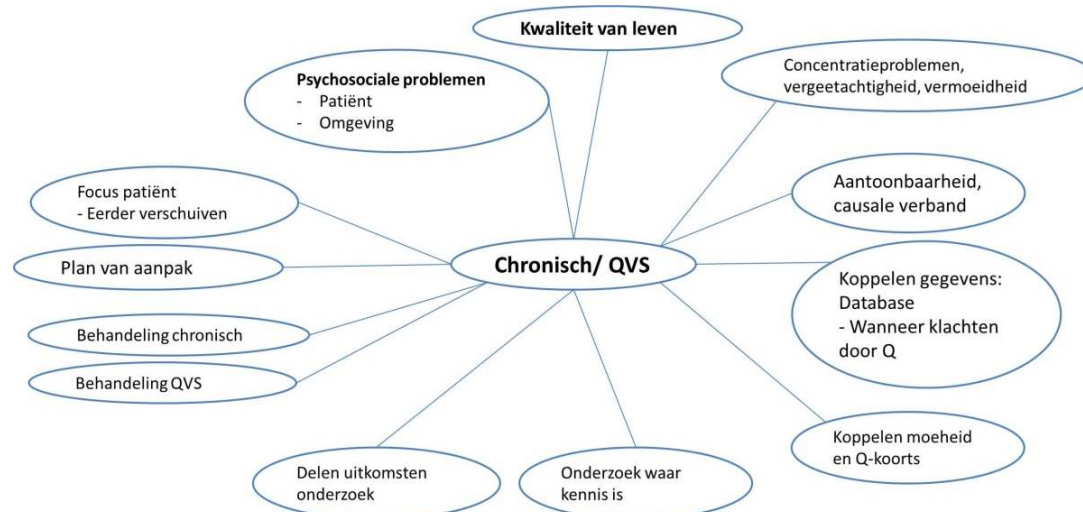 Kwaliteit van leven
Psychosociale problemen
- Patiënt
- Omgeving
Concentratieproblemen,
vergeetachtigheid, vermoeidheid
Focus patiënt
- Eerder verschuiven
Aantoonbaarheid,
causale verband
Plan van aanpak
Chronisch/ QVS
Koppelen gegevens:
Database
- Wanneer klachten
door Q
Behandeling chronisch
Behandeling QVS
Koppelen moeheid
en Q-koorts
Delen uitkomsten
onderzoek
Onderzoek waar
kennis is